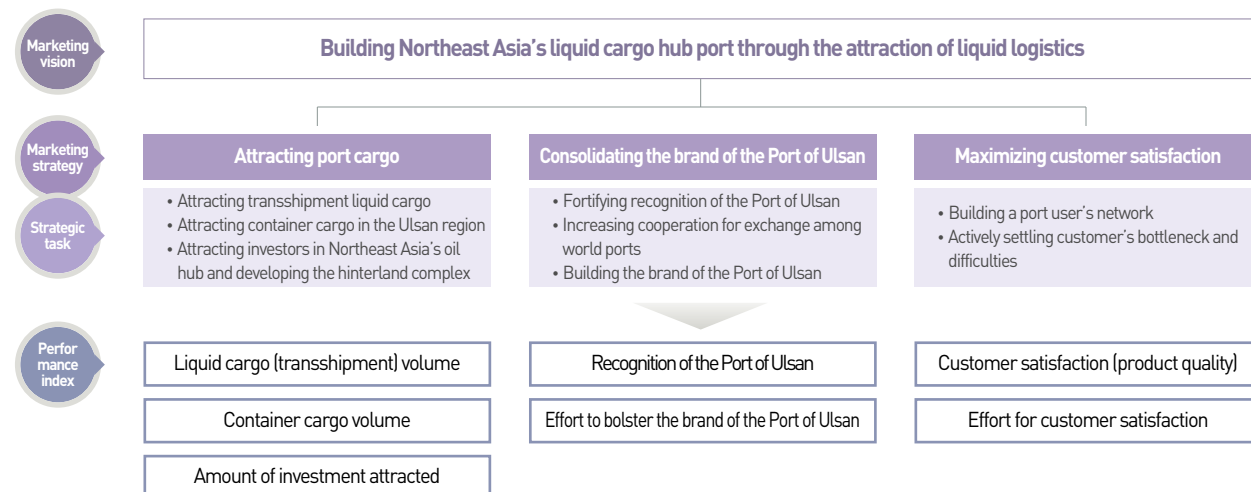 Marketing
vision
Building Northeast Asia's liquid cargo hub port through the attraction of liquid logistics
Marketing
strategy
Attracting port cargo
Consolidating the brand of the Port of Ulsan
Maximizing customer satisfaction
Strategic
task
• Attracting transshipment liquid cargo
• Attracting container cargo in the Ulsan region
• Attracting investors in Northeast Asia's oil
hub and developing the hinterland complex
• Fortifying recognition of the Port of Ulsan
• Increasing cooperation for exchange among
world ports
• Building the brand of the Port of Ulsan
• Building a port user's network
• Actively settling customer's bottleneck and
difficulties
Perfor
mance
index
Liquid cargo (transshipment) volume
Recognition of the Port of Ulsan
Customer satisfaction (product quality)
Container cargo volume
Effort to bolster the brand of the Port of Ulsan
Effort for customer satisfaction
Amount of investment attracted